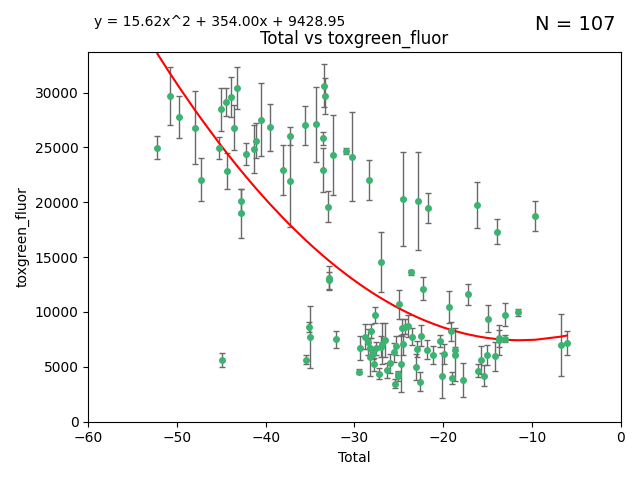 y = 15.62x^2 + 354.00x + 9428.95
N = 107
Total vs toxgreen_fluor
toxgreen_fluor
30000
25000
20000
15000
10000
5000
0
−60
−50
−40
−30
−20
−10
0
Total